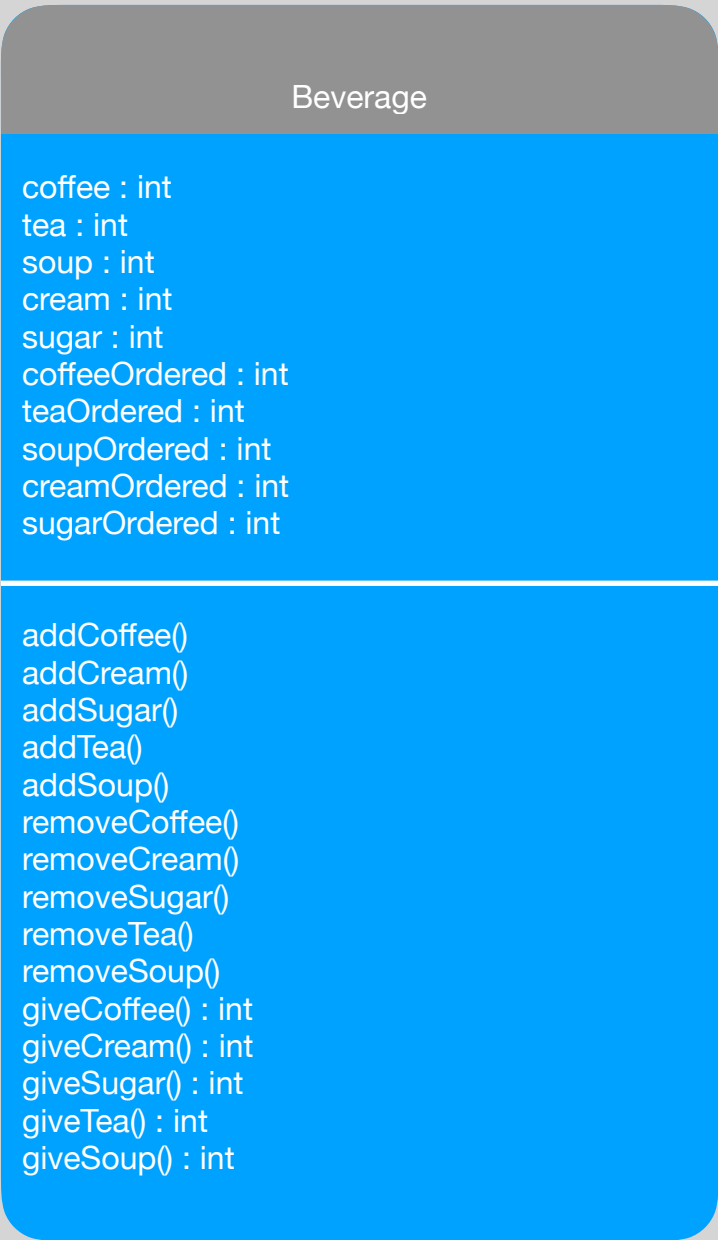 Beverage
coffee : int
tea : int
soup : int
cream : int
sugar : int
coffeeOrdered : int
teaOrdered : int
soupOrdered : int
creamOrdered : int
sugarOrdered : int
addCoffee()
addCream()
addSugar()
addTea()
addSoup()
removeCoffee()
removeCream()
removeSugar()
removeTea()
removeSoup()
giveCoffee() : int
giveCream() : int
giveSugar() : int
giveTea() : int
giveSoup() : int